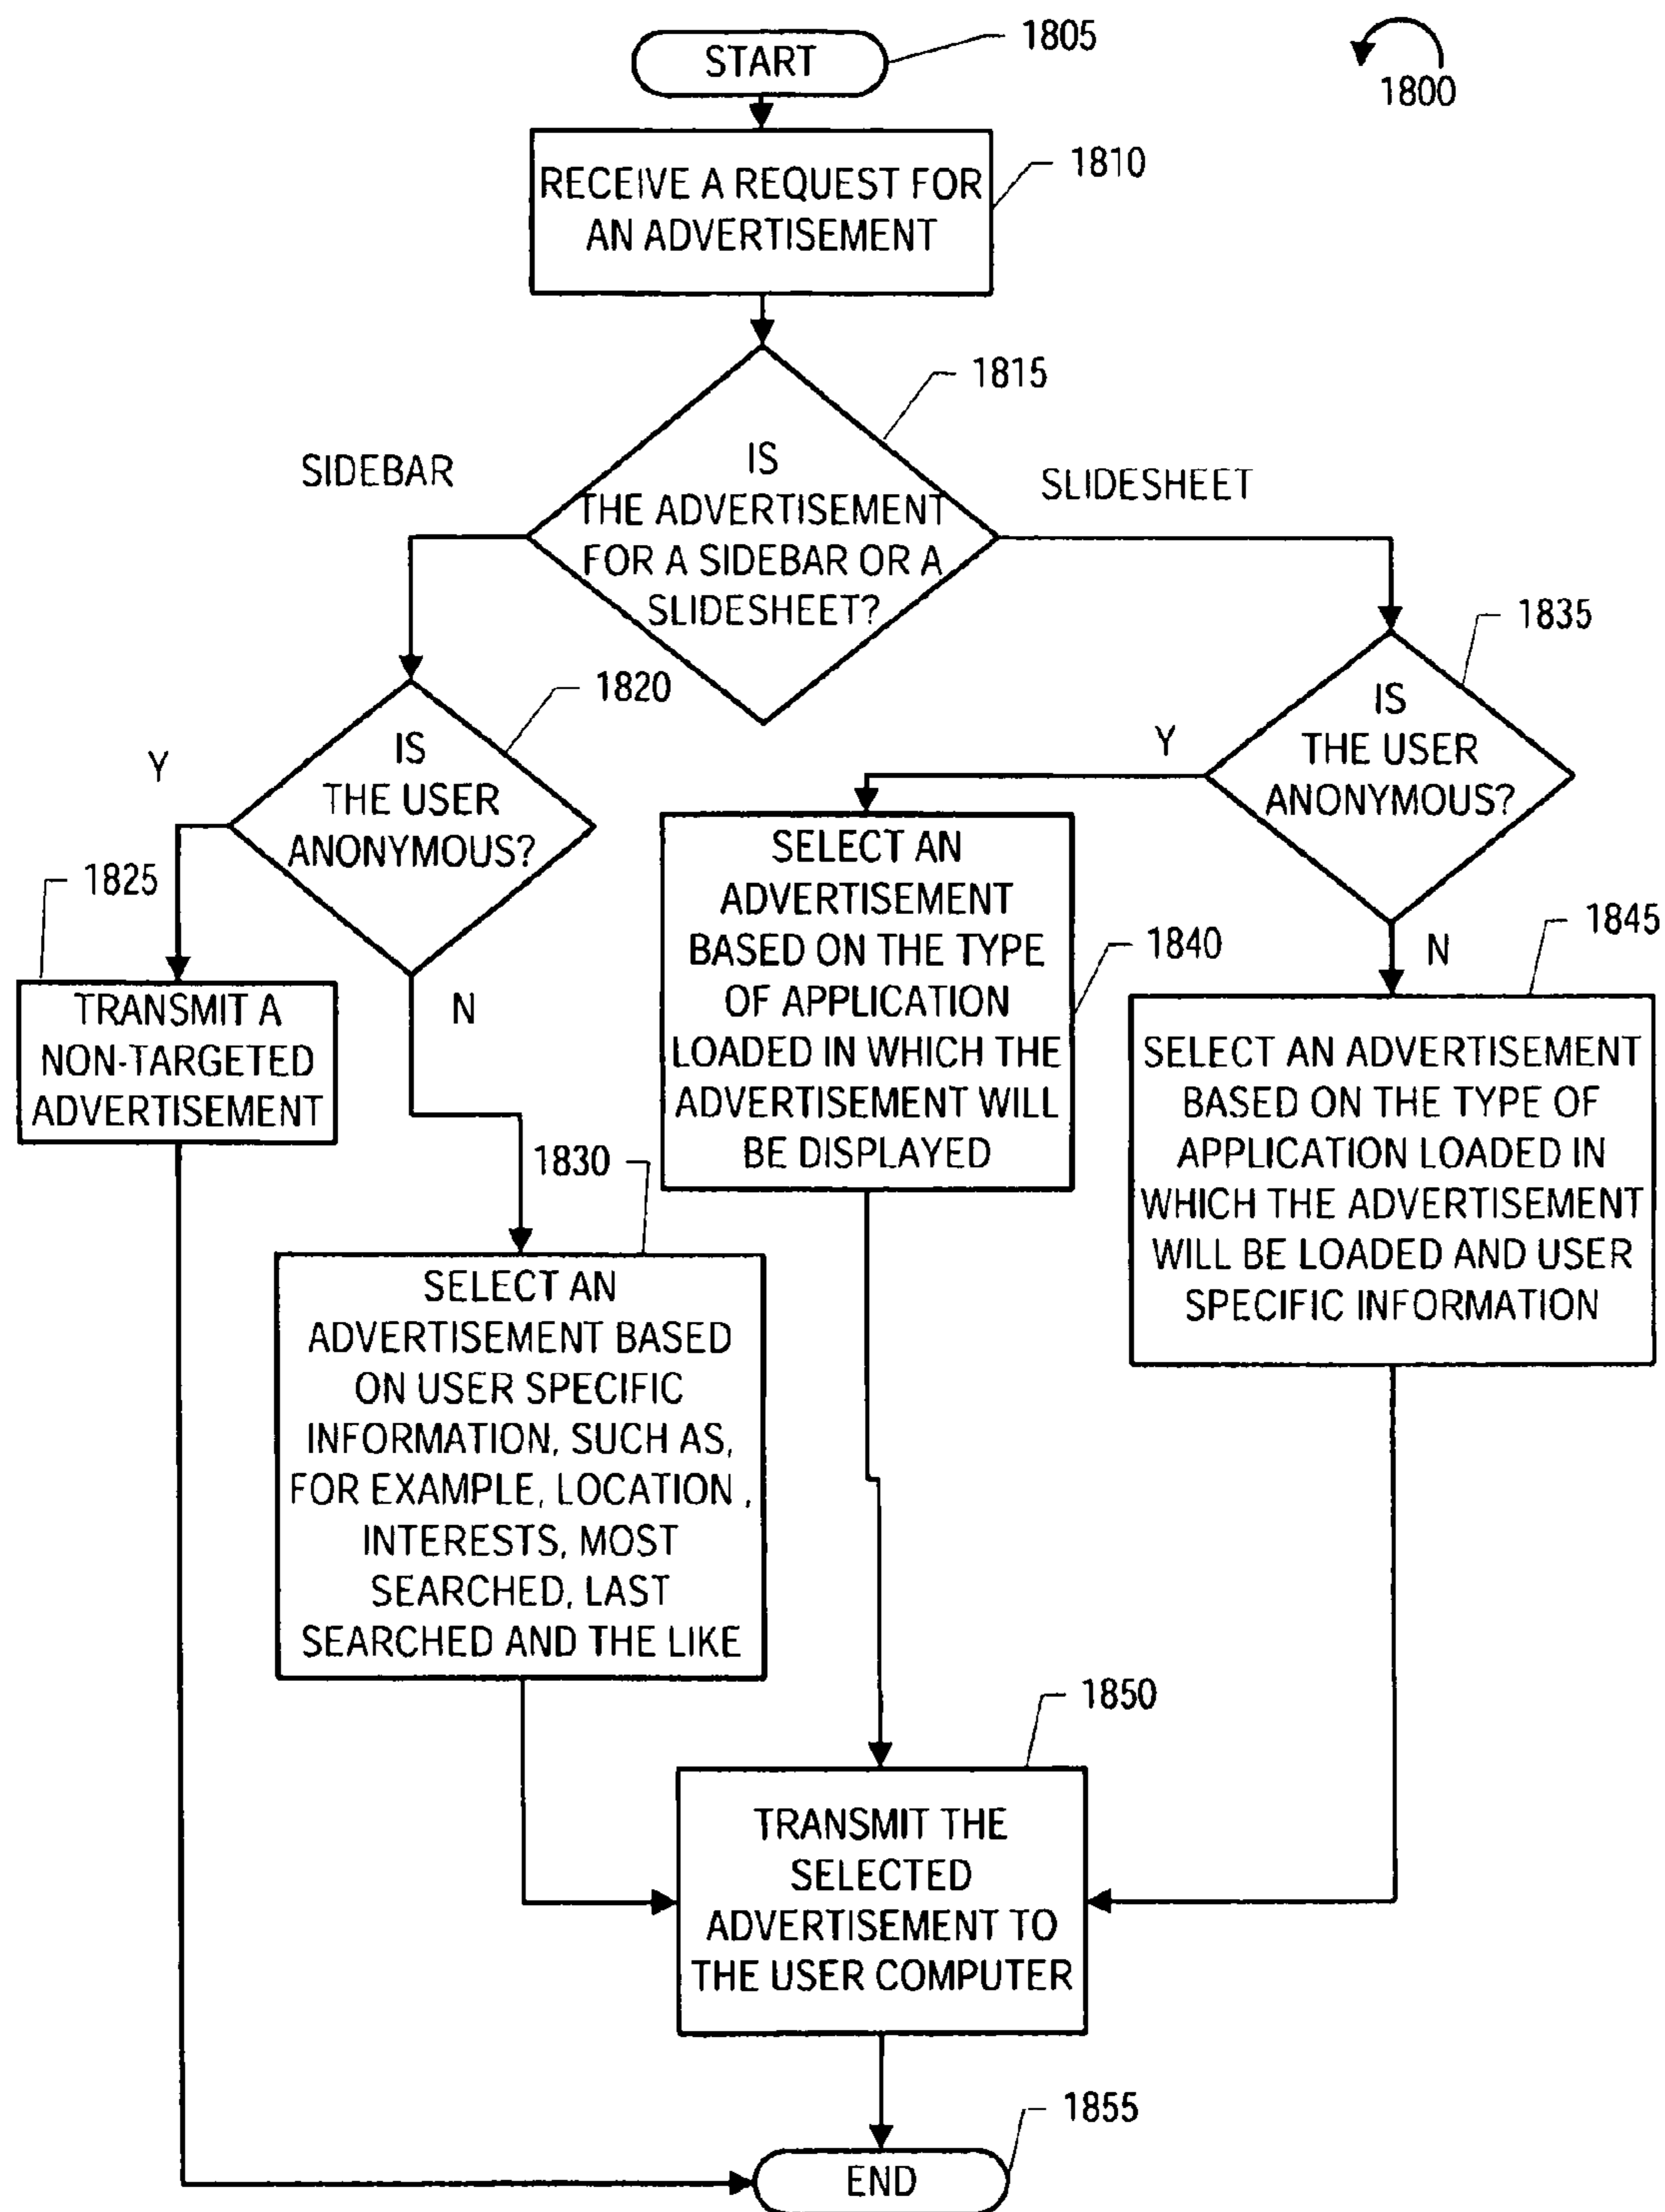 START
1805
1800
RECEIVE A REQUEST FOR
AN ADVERTISEMENT
1810
1815
IS
THE ADVERTISEMENT
FOR A SIDEBAR OR A
SLIDESHEET?
SIDEBAR
SLIDESHEET
1820
IS
THE USER
ANONYMOUS?
Y
1835
IS
THE USER
ANONYMOUS?
Y
1825
TRANSMIT A
NON-TARGETED
ADVERTISEMENT
N
1840
SELECT AN
ADVERTISEMENT
BASED ON THE TYPE
OF APPLICATION
LOADED IN WHICH THE
ADVERTISEMENT WILL
BE DISPLAYED
N
1845
SELECT AN ADVERTISEMENT
BASED ON THE TYPE OF
APPLICATION LOADED IN
WHICH THE ADVERTISEMENT
WILL BE LOADED AND USER
SPECIFIC INFORMATION
1830
SELECT AN
ADVERTISEMENT BASED
ON USER SPECIFIC
INFORMATION, SUCH AS,
FOR EXAMPLE, LOCATION ,
INTERESTS, MOST
SEARCHED, LAST
SEARCHED AND THE LIKE
1850
TRANSMIT THE
SELECTED
ADVERTISEMENT TO
THE USER COMPUTER
1855
END